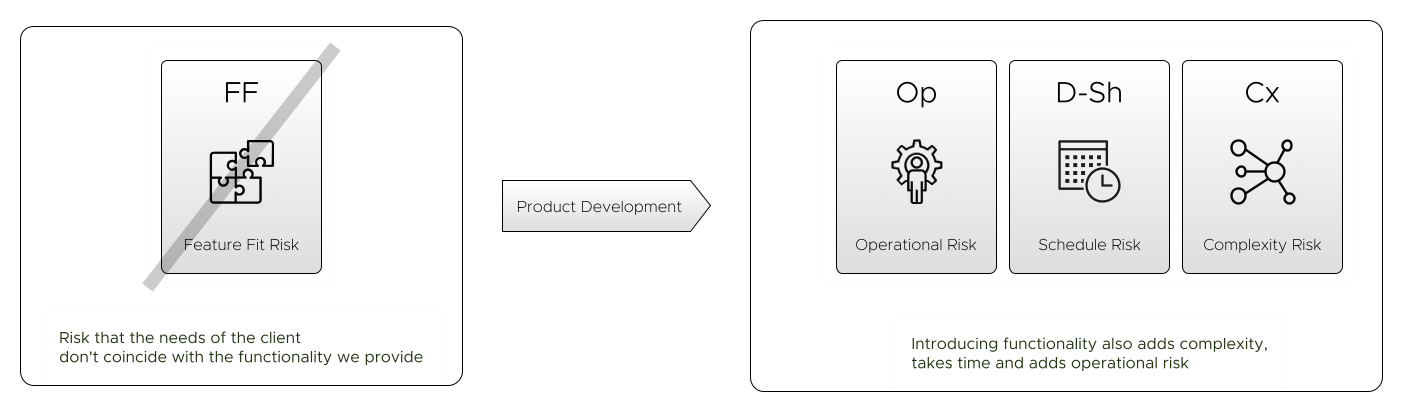 FF
Feature Fit Risk
Risk that the needs of the client
don't coincide with the functionality we provide
Product Development
Op
Operational Risk
D-Sh
Schedule Risk
Cx
Complexity Risk
Introducing functionality also adds complexity,
takes time and adds operational risk